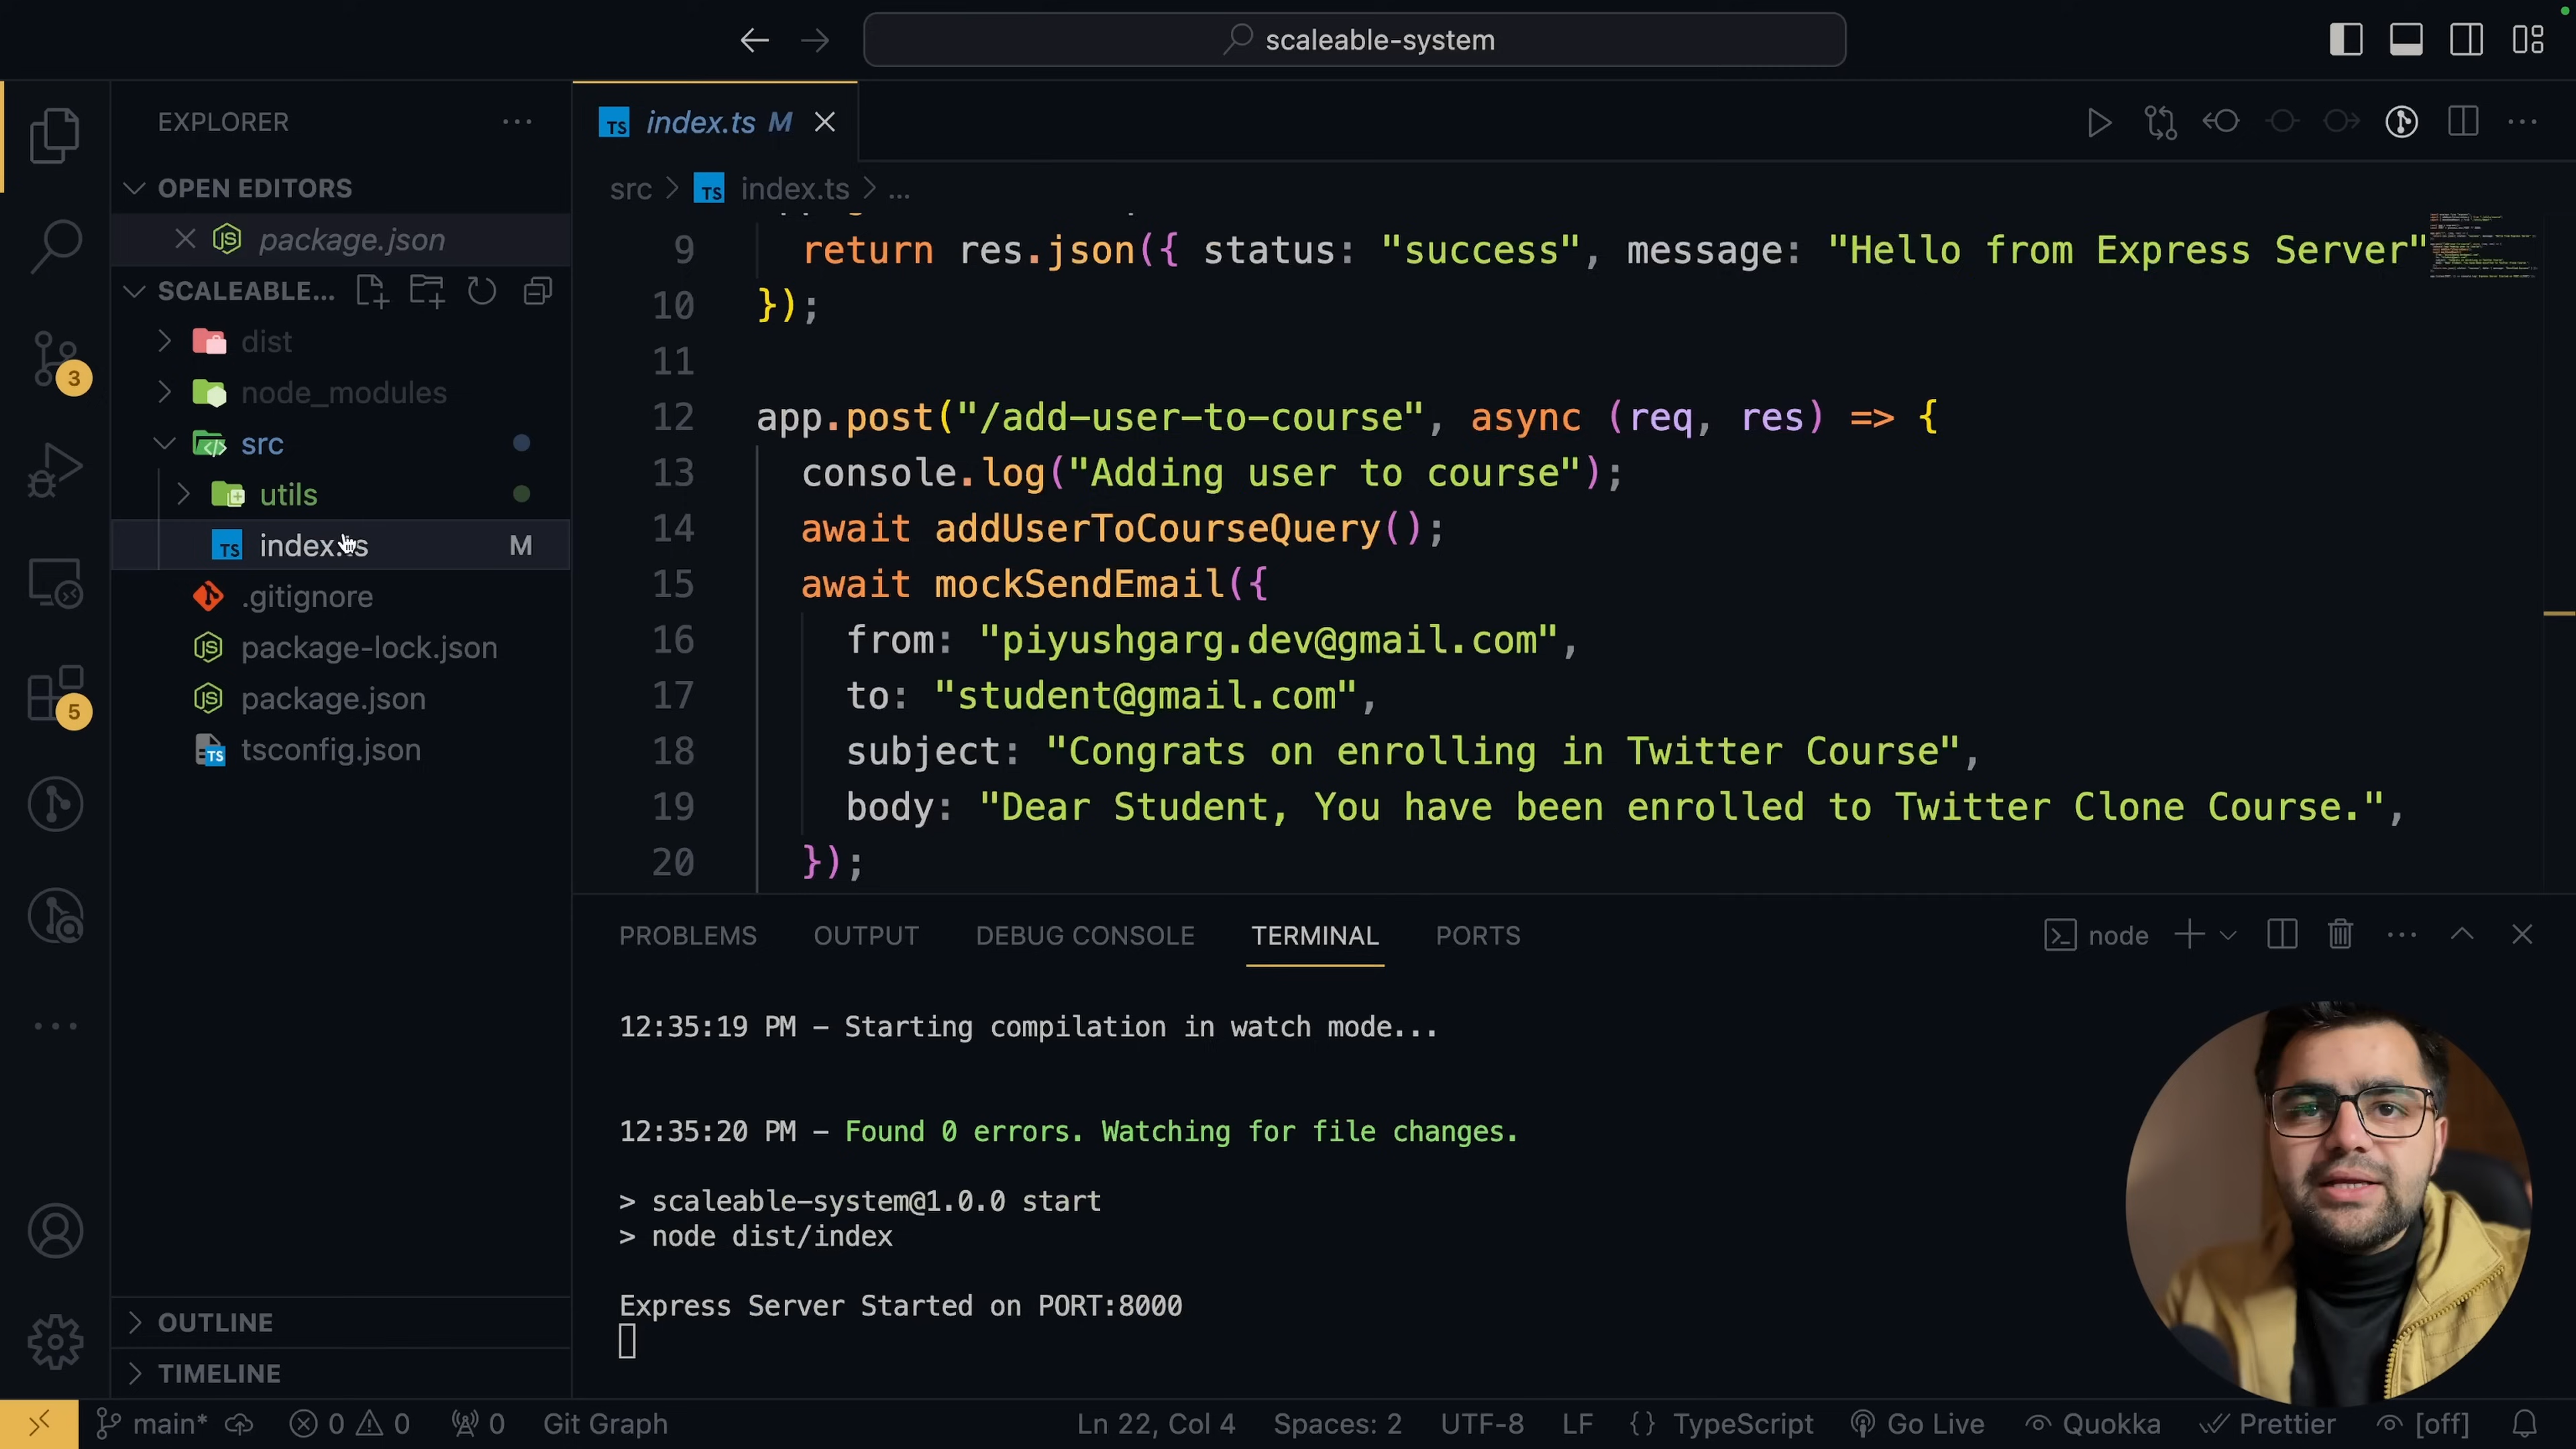 scaleable-system
EXPLORER
OPEN EDITORS
package.json
SCALEABLE...
dist
node_modules
src
utils
index.ts M
.gitignore
package-lock.json
package.json
tsconfig.json
OUTLINE
TIMELINE
3
5
index.ts M
src > index.ts > ...
9 return res.json({ status: "success", message: "Hello from Express Server"
10 });
11
12 app.post("/add-user-to-course", async (req, res) => {
13 console.log("Adding user to course");
14 await addUserToCourseQuery();
15 await mockSendEmail({
16 from: "piyushgarg.dev@gmail.com",
17 to: "student@gmail.com",
18 subject: "Congrats on enrolling in Twitter Course",
19 body: "Dear Student, You have been enrolled to Twitter Clone Course.",
20 });
PROBLEMS OUTPUT DEBUG CONSOLE TERMINAL PORTS node
12:35:19 PM – Starting compilation in watch mode...
12:35:20 PM – Found 0 errors. Watching for file changes.
> scaleable-system@1.0.0 start
> node dist/index
Express Server Started on PORT:8000
main* 0 0 0 Git Graph Ln 22, Col 4 Spaces: 2 UTF-8 LF {} TypeScript Go Live Quokka Prettier [off]